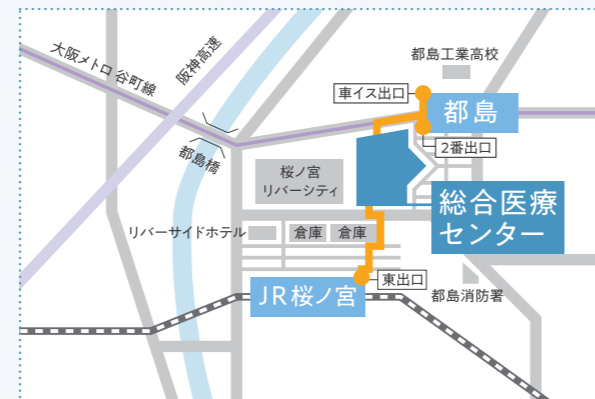 大阪メトロ 谷町線
阪神高速
都島工業高校
車イス出口
都島
2番出口
都島橋
桜ノ宮
リバーシティ
総合医療
センター
リバーサイドホテル
倉庫
倉庫
東出口
JR桜ノ宮
都島消防署